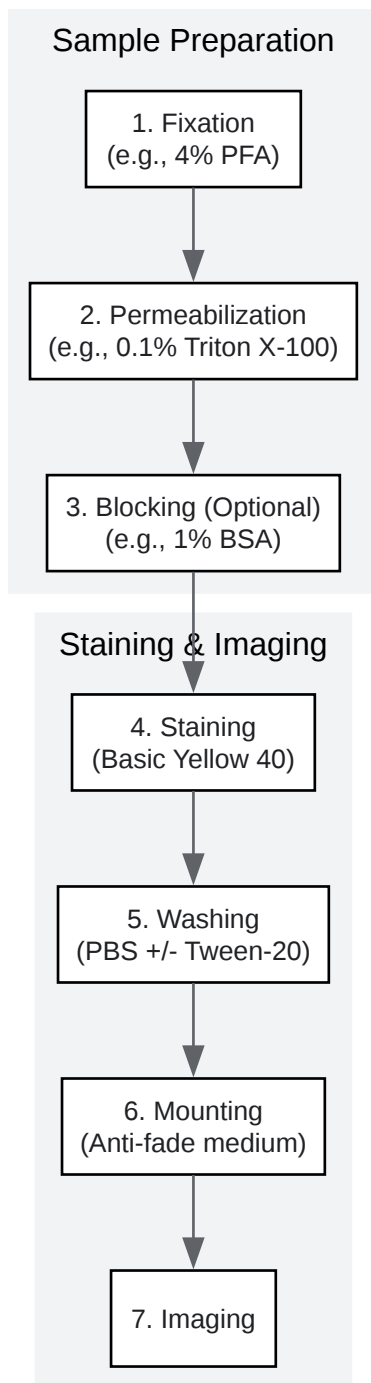 Sample Preparation
1. Fixation
(e.g., 4% PFA)
2. Permeabilization
(e.g., 0.1% Triton X-100)
3. Blocking (Optional)
(e.g., 1% BSA)
Staining & Imaging
4. Staining
(Basic Yellow 40)
5. Washing
(PBS +/- Tween-20)
6. Mounting
(Anti-fade medium)
7. Imaging